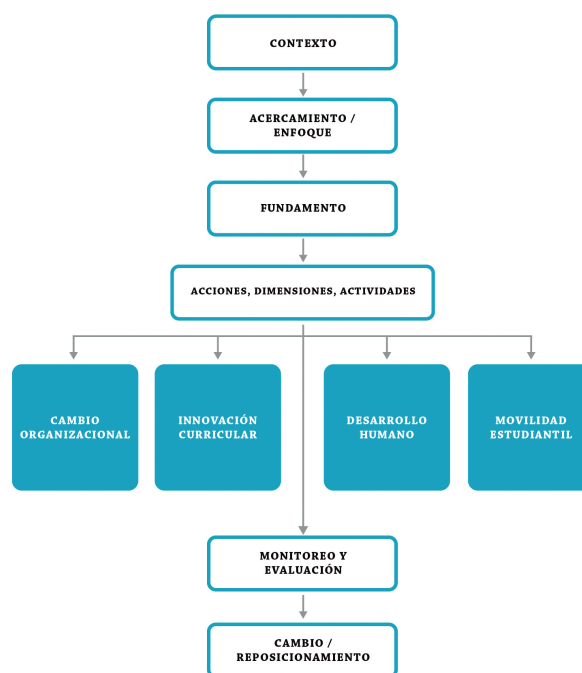 CONTEXTO
ACERCAMIENTO /
ENFOQUE
FUNDAMENTO
ACCIONES, DIMENSIONES, ACTIVIDADES
CAMBIO
ORGANIZACIONAL
INNOVACIÓN
CURRICULAR
DESARROLLO
HUMANO
MOVILIDAD
ESTUDIANTIL
MONITOREO Y
EVALUACIÓN
CAMBIO /
REPOSICIONAMIENTO